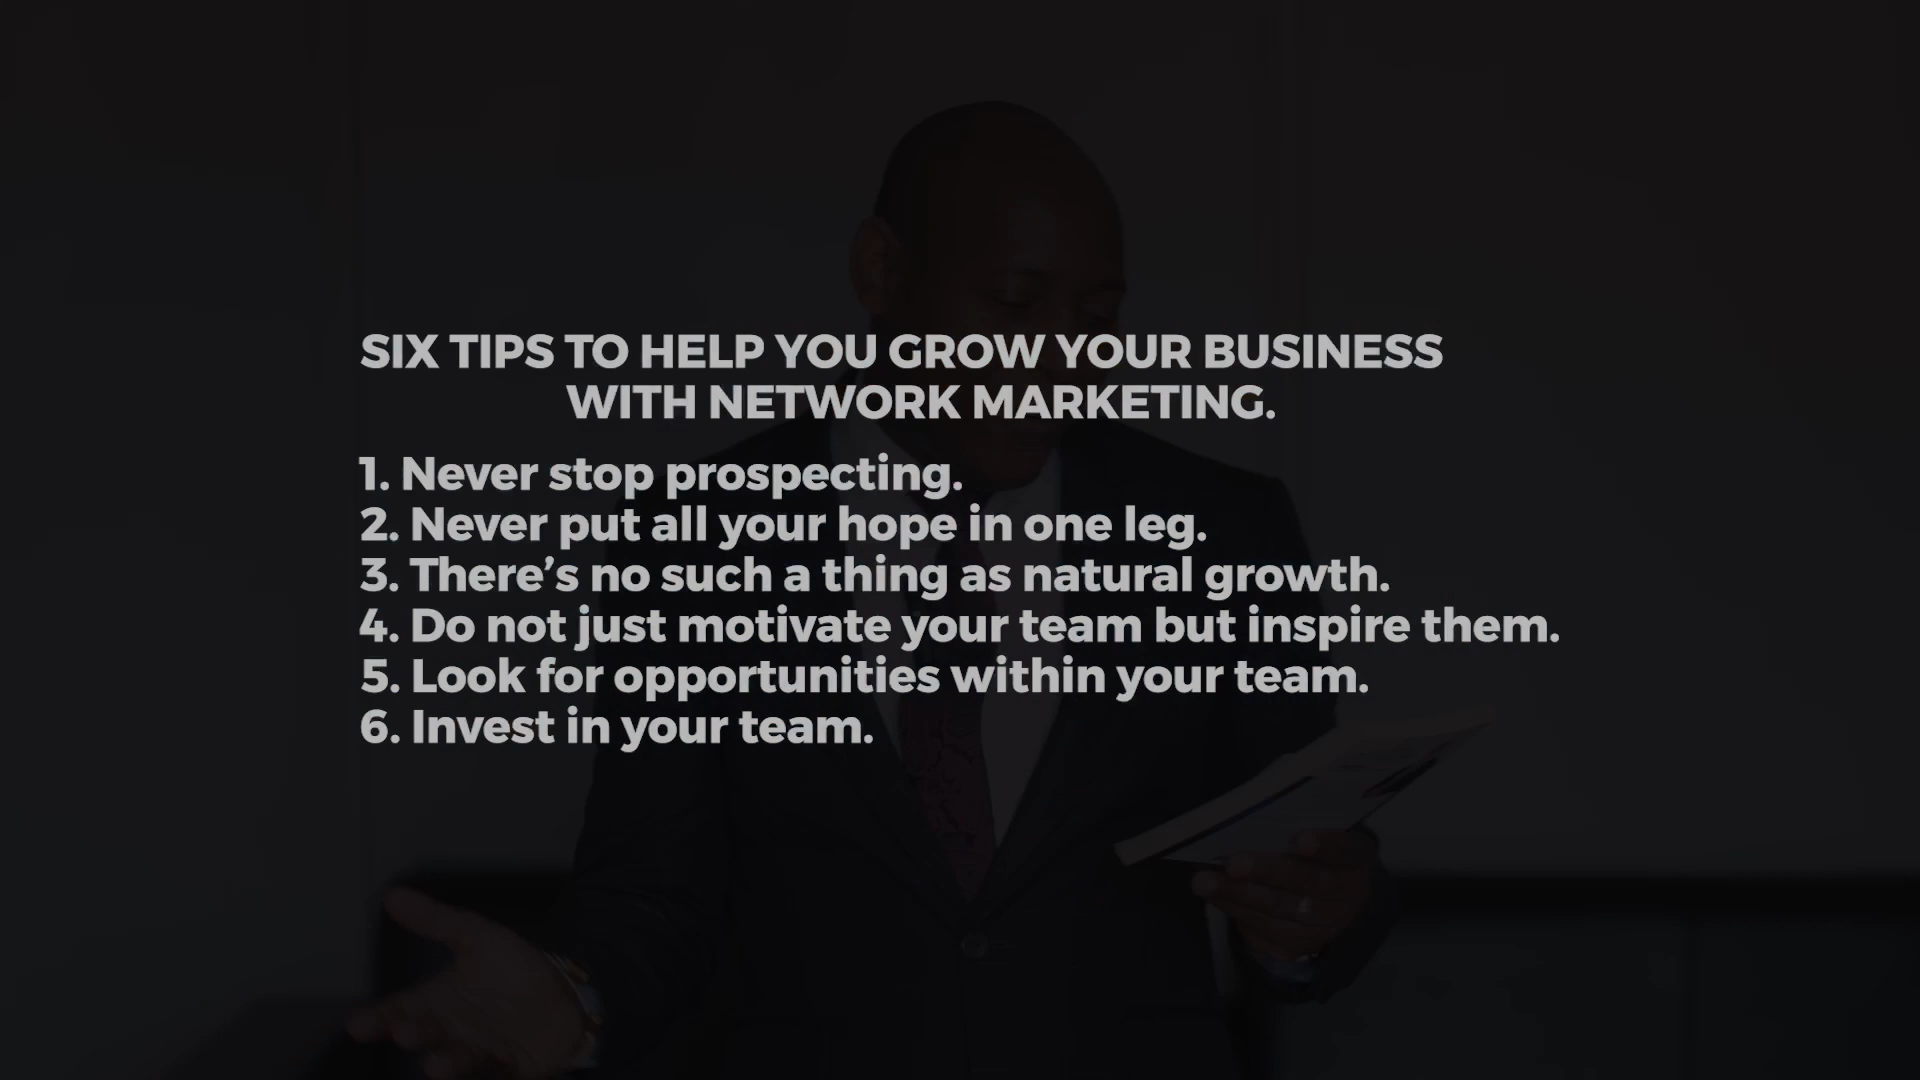 SIX TIPS TO HELP YOU GROW YOUR BUSINESS
WITH NETWORK MARKETING.
1. Never stop prospecting.
2. Never put all your hope in one leg.
3. There’s no such a thing as natural growth.
4. Do not just motivate your team but inspire them.
5. Look for opportunities within your team.
6. Invest in your team.